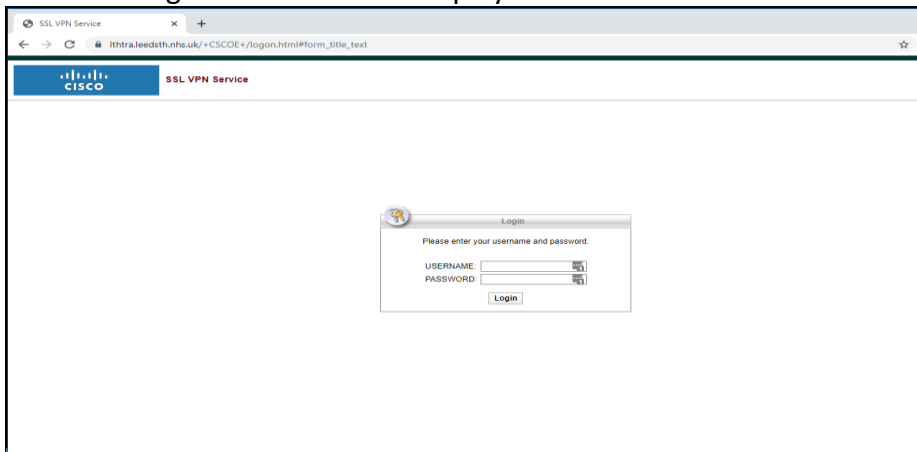 SSL VPN Service
lthtra.leedsth.nhs.uk/+CSCOE+/logon.html#form_title_text
CISCO
SSL VPN Service
Login
Please enter your username and password.
USERNAME:
PASSWORD:
Login